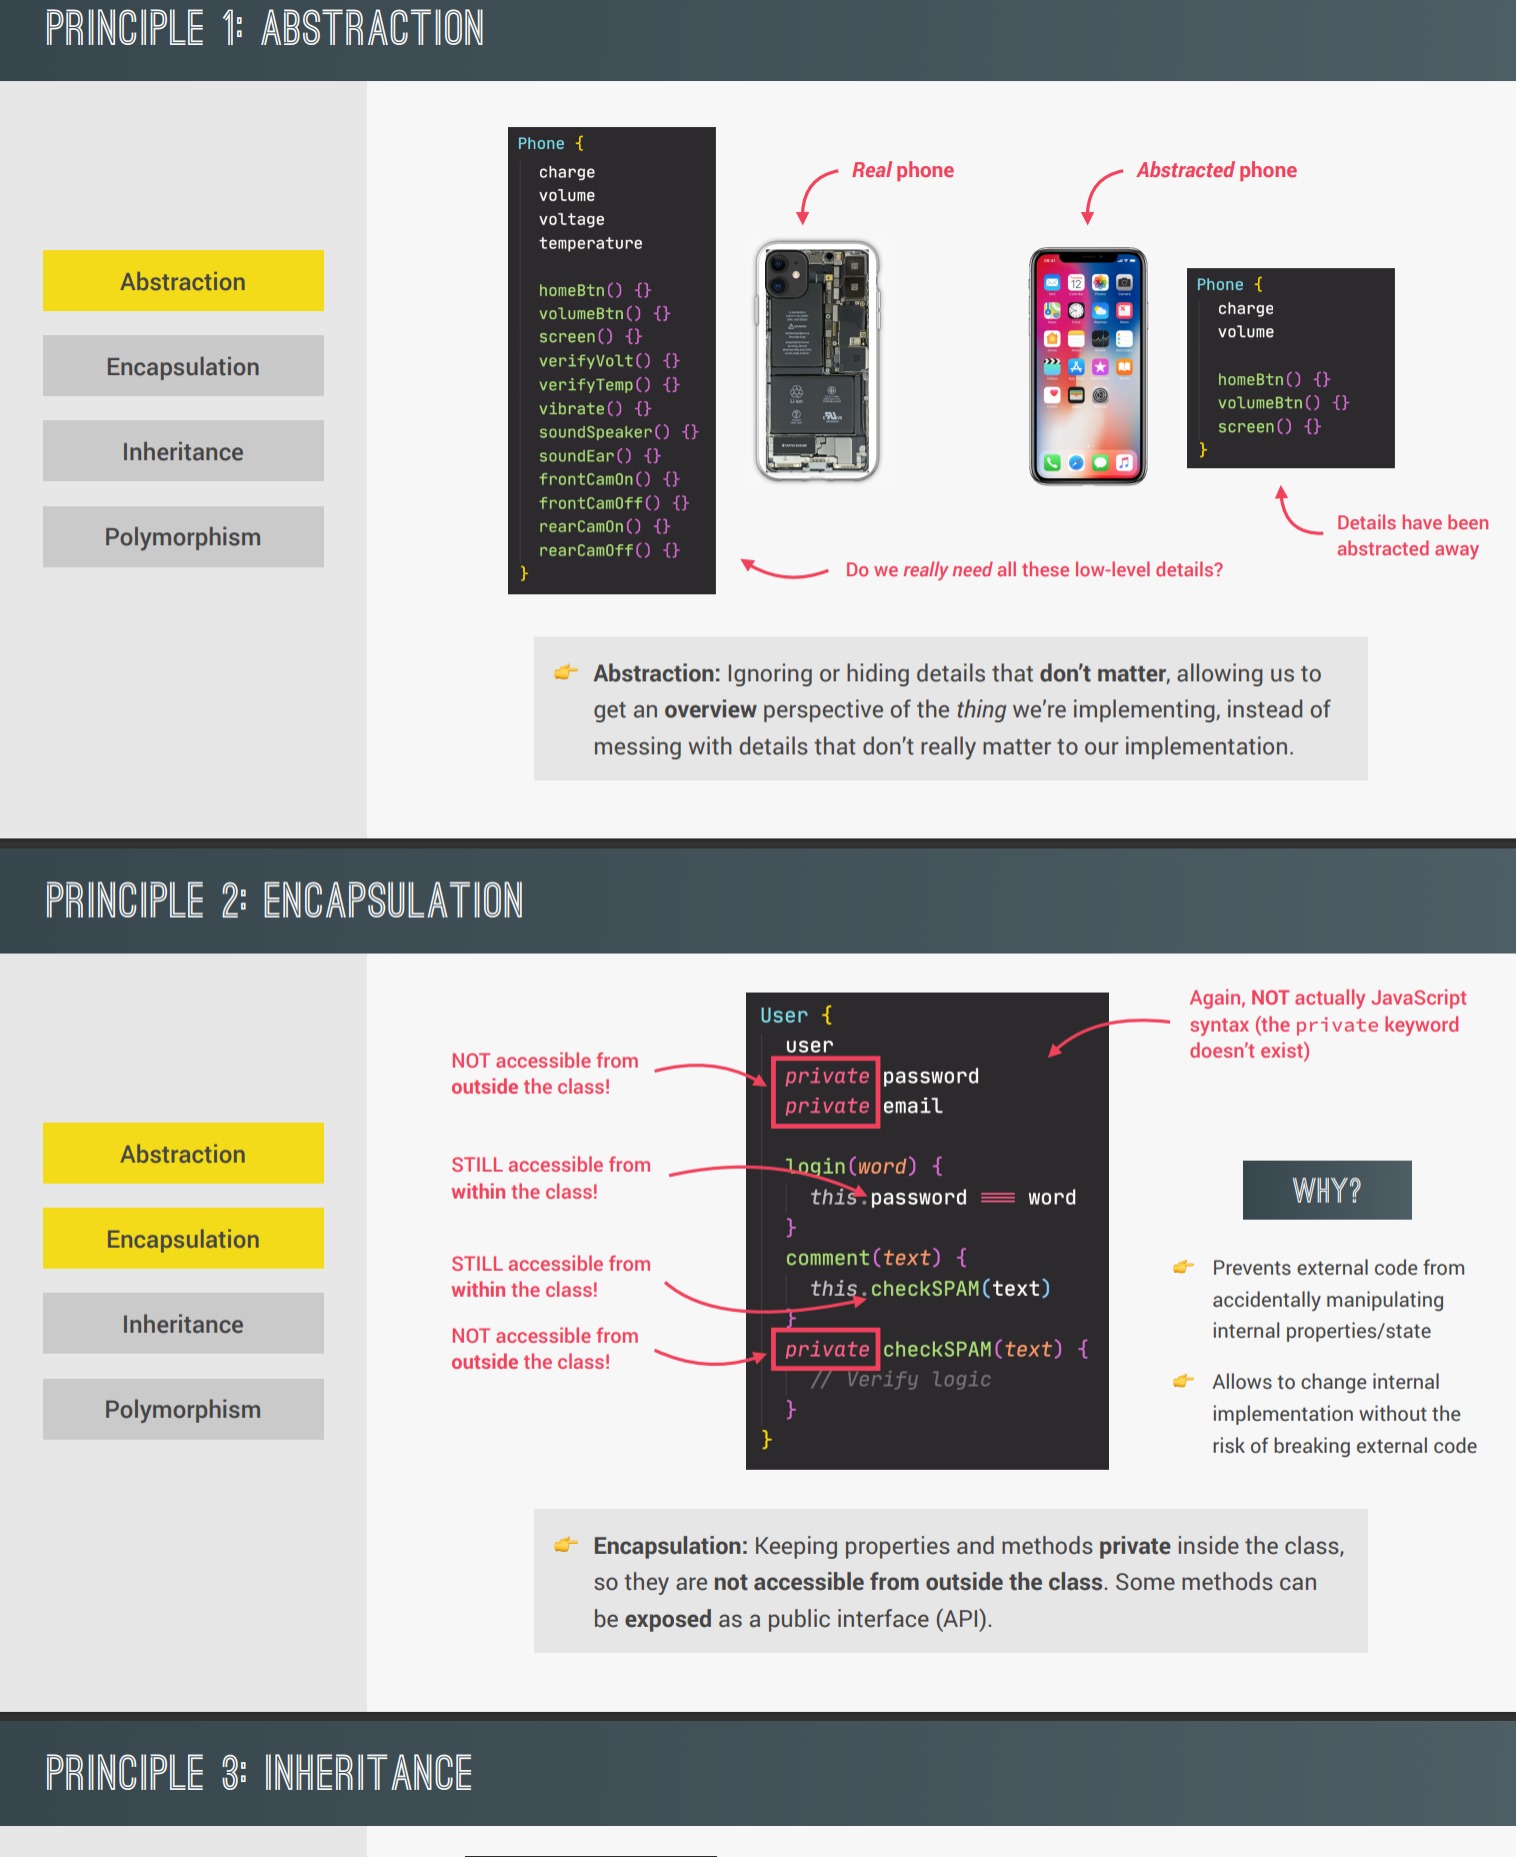 PRINCIPLE 1: ABSTRACTION
Abstraction
Encapsulation
Inheritance
Polymorphism
Phone {
charge
volume
voltage
temperature
homeBtn() {}
volumeBtn() {}
screen() {}
verifyVolt() {}
verifyTemp() {}
vibrate() {}
soundSpeaker() {}
soundEar() {}
frontCamOn() {}
frontCamOff() {}
rearCamOn() {}
rearCamOff() {}
}
Real phone
Abstracted phone
Phone {
charge
volume
homeBtn() {}
volumeBtn() {}
screen() {}
}
Details have been
abstracted away
Do we really need all these low-level details?
👉 Abstraction: Ignoring or hiding details that don’t matter, allowing us to
get an overview perspective of the thing we’re implementing, instead of
messing with details that don’t really matter to our implementation.
PRINCIPLE 2: ENCAPSULATION
Abstraction
Encapsulation
Inheritance
Polymorphism
NOT accessible from
outside the class!
STILL accessible from
within the class!
STILL accessible from
within the class!
NOT accessible from
outside the class!
User {
user
private password
private email
login(word) {
this.password === word
}
comment(text) {
this.checkSPAM(text)
}
private checkSPAM(text) {
// Verify logic
}
}
Again, NOT actually JavaScript
syntax (the private keyword
doesn’t exist)
WHY?
👉 Prevents external code from
accidentally manipulating
internal properties/state
👉 Allows to change internal
implementation without the
risk of breaking external code
👉 Encapsulation: Keeping properties and methods private inside the class,
so they are not accessible from outside the class. Some methods can
be exposed as a public interface (API).
PRINCIPLE 3: INHERITANCE